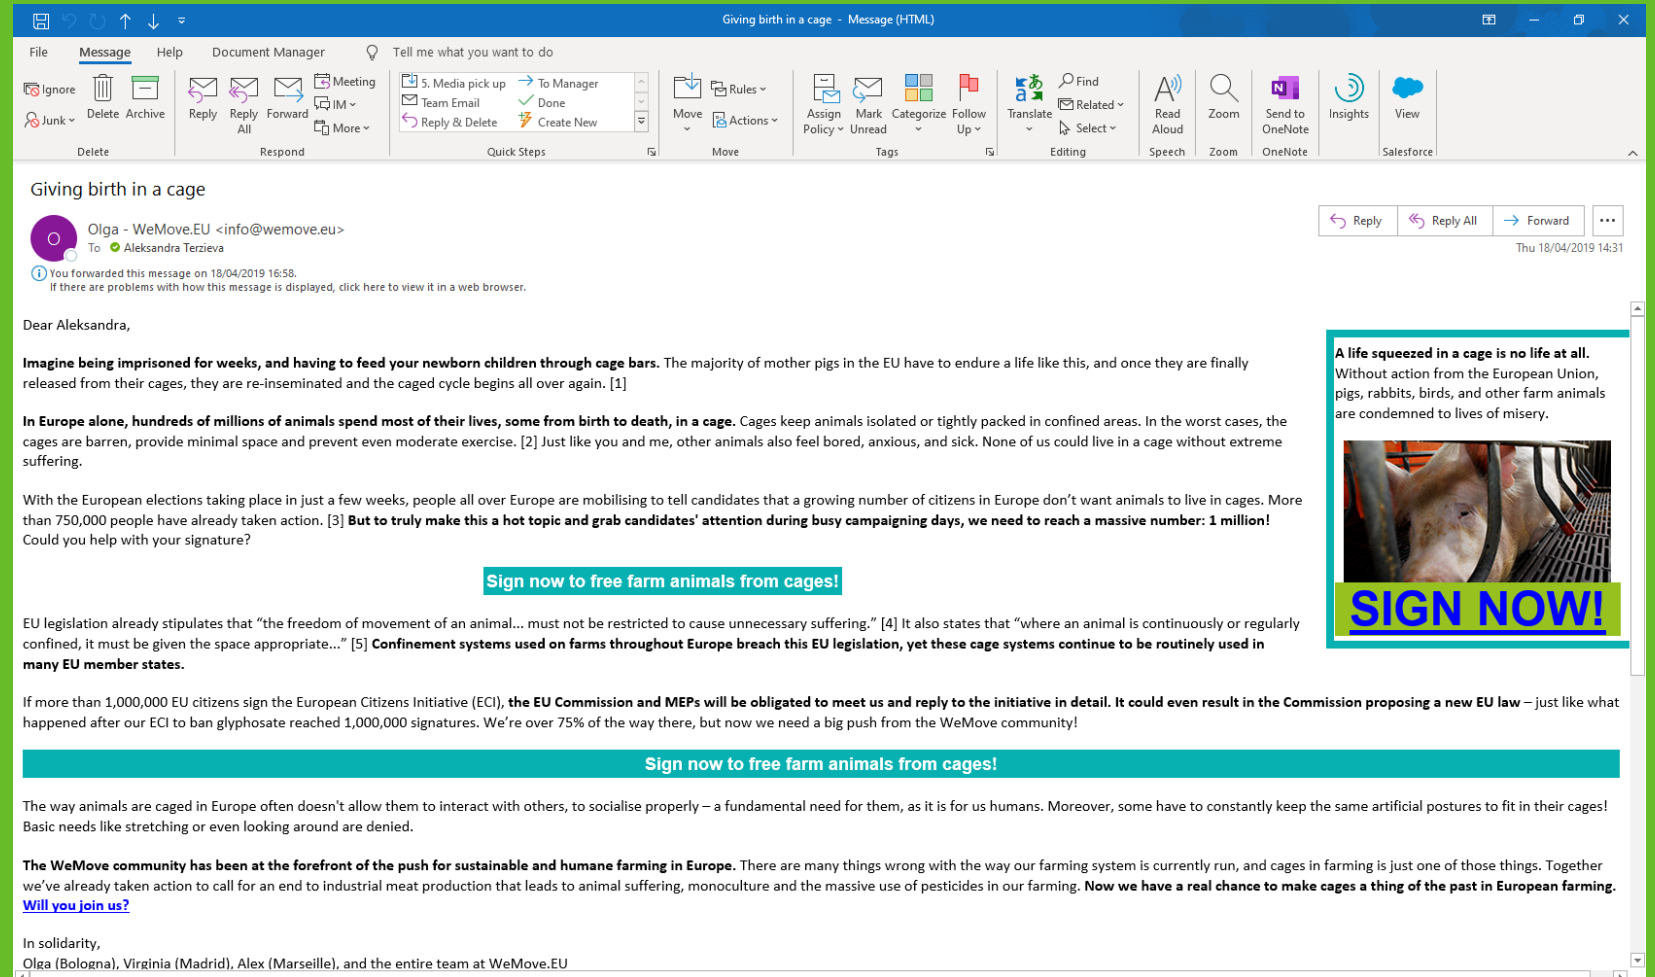 Giving birth in a cage - Message (HTML)
File Message Help Document Manager Tell me what you want to do
Ignore
Junk
Delete
Archive
Delete
Reply
Reply All
Forward
Meeting
IM
More
Respond
5. Media pick up
Team Email
Reply & Delete
To Manager
Done
Create New
Quick Steps
Move
Rules
Actions
Move
Assign Policy
Mark Unread
Categorize
Follow Up
Tags
Translate
Find
Related
Select
Editing
Read Aloud
Speech
Zoom
Zoom
Send to OneNote
OneNote
Insights
View
Salesforce
Giving birth in a cage
O
Olga - WeMove.EU <info@wemove.eu>
To Aleksandra Terzieva
Reply Reply All Forward
Thu 18/04/2019 14:31
You forwarded this message on 18/04/2019 16:58.
If there are problems with how this message is displayed, click here to view it in a web browser.
Dear Aleksandra,
Imagine being imprisoned for weeks, and having to feed your newborn children through cage bars. The majority of mother pigs in the EU have to endure a life like this, and once they are finally
released from their cages, they are re-inseminated and the caged cycle begins all over again. [1]
In Europe alone, hundreds of millions of animals spend most of their lives, some from birth to death, in a cage. Cages keep animals isolated or tightly packed in confined areas. In the worst cases, the
cages are barren, provide minimal space and prevent even moderate exercise. [2] Just like you and me, other animals also feel bored, anxious, and sick. None of us could live in a cage without extreme
suffering.
With the European elections taking place in just a few weeks, people all over Europe are mobilising to tell candidates that a growing number of citizens in Europe don't want animals to live in cages. More
than 750,000 people have already taken action. [3] But to truly make this a hot topic and grab candidates' attention during busy campaigning days, we need to reach a massive number: 1 million!
Could you help with your signature?
Sign now to free farm animals from cages!
A life squeezed in a cage is no life at all.
Without action from the European Union,
pigs, rabbits, birds, and other farm animals
are condemned to lives of misery.
SIGN NOW!
EU legislation already stipulates that “the freedom of movement of an animal... must not be restricted to cause unnecessary suffering.” [4] It also states that “where an animal is continuously or regularly
confined, it must be given the space appropriate...” [5] Confinement systems used on farms throughout Europe breach this EU legislation, yet these cage systems continue to be routinely used in
many EU member states.
If more than 1,000,000 EU citizens sign the European Citizens Initiative (ECI), the EU Commission and MEPs will be obligated to meet us and reply to the initiative in detail. It could even result in the Commission proposing a new EU law – just like what
happened after our ECI to ban glyphosate reached 1,000,000 signatures. We're over 75% of the way there, but now we need a big push from the WeMove community!
Sign now to free farm animals from cages!
The way animals are caged in Europe often doesn't allow them to interact with others, to socialise properly – a fundamental need for them, as it is for us humans. Moreover, some have to constantly keep the same artificial postures to fit in their cages!
Basic needs like stretching or even looking around are denied.
The WeMove community has been at the forefront of the push for sustainable and humane farming in Europe. There are many things wrong with the way our farming system is currently run, and cages in farming is just one of those things. Together
we've already taken action to call for an end to industrial meat production that leads to animal suffering, monoculture and the massive use of pesticides in our farming. Now we have a real chance to make cages a thing of the past in European farming.
Will you join us?
In solidarity,
Olga (Bologna), Virginia (Madrid), Alex (Marseille), and the entire team at WeMove.EU